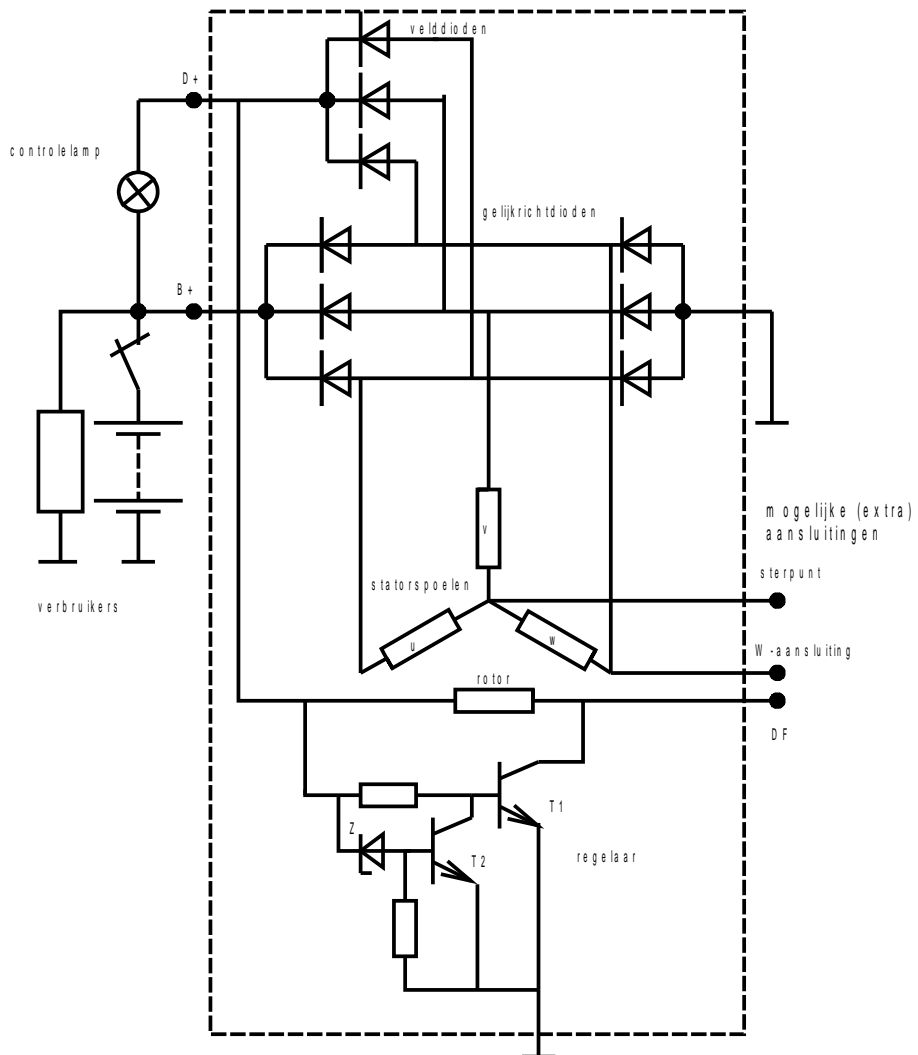 velddioden
D+
controlelamp
gelijkrichtdioden
B+
mogelijke (extra)
aansluitingen
v
sterpunt
statorspoelen
verbruikers
u
w
W-aansluiting
rotor
DF
T1
Z
T2
regelaar